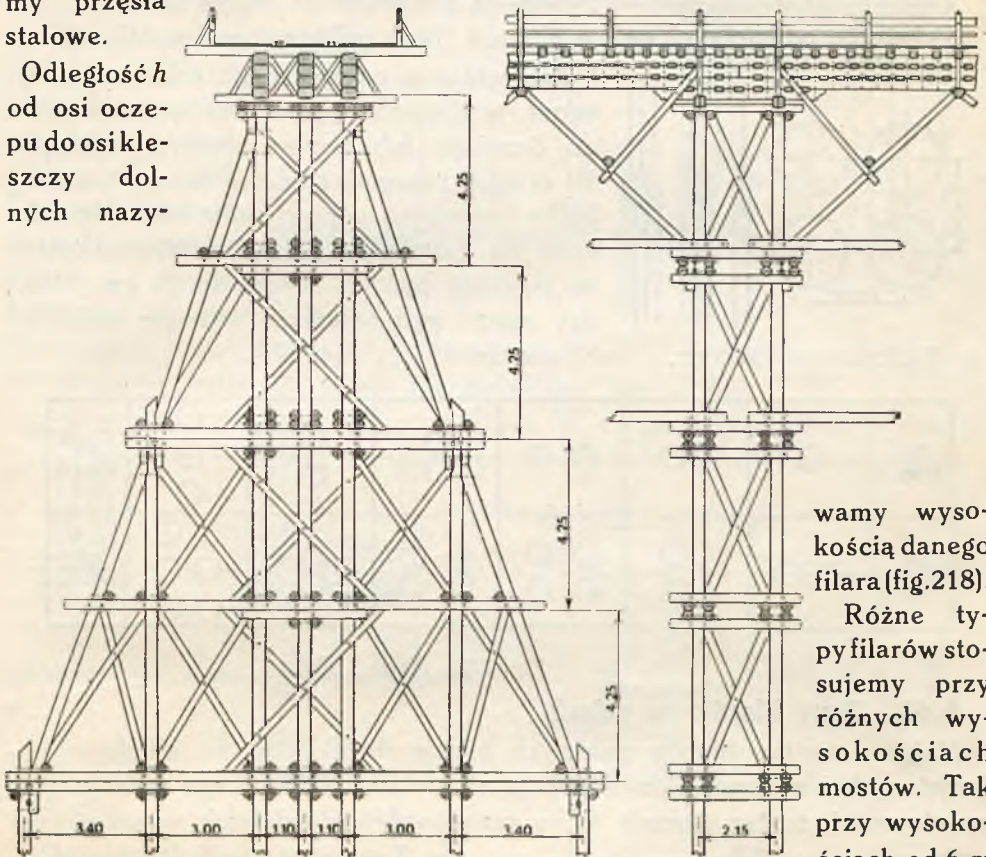 my przęsła
stalowe.
Odległość h
od osi ocze-
pu do osi kle-
szczy dol-
nych nazy-
4.25
4.25
4.25
4.25
3.40 3.00 1.10 1.10 3.00 3.40
2.15
wamy wyso-
kością danego
filara (fig. 218).
Różne ty-
py filarów sto-
sujemy przy
różnych wy-
sokościach
mostów. Tak
przy wysoko-
ściach od 6 m